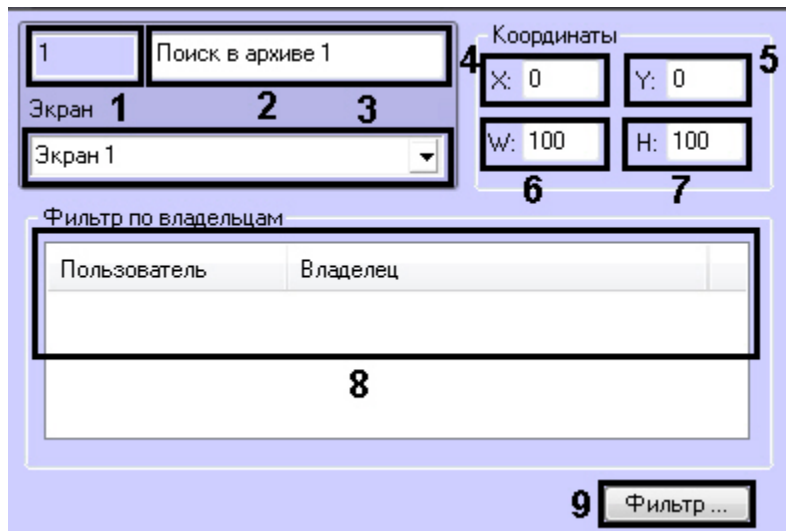 1 Поиск в архиве 1
Экран 1 2 3
Экран 1
Координаты
4 X: 0 Y: 0 5
W: 100 H: 100
6 7
Фильтр по владельцам
Пользователь Владелец
8
9 Фильтр ...